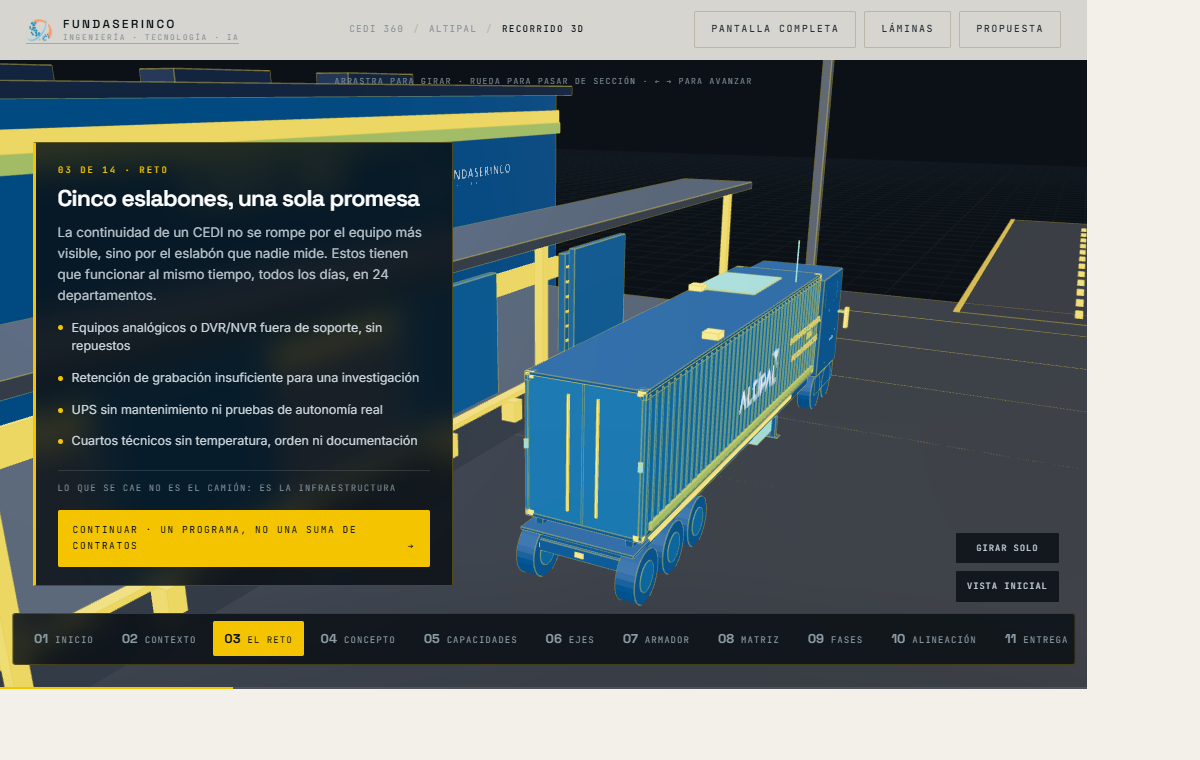 FUNDASERINCO
INGENIERÍA · TECNOLOGÍA · IA
CEDI 360 / ALTIPAL / RECORRIDO 3D
PANTALLA COMPLETA
LÁMINAS
PROPUESTA
ARRASTRA PARA GIRAR · RUEDA PARA PASAR DE SECCIÓN · ← → PARA AVANZAR
03 DE 14 · RETO
Cinco eslabones, una sola promesa
La continuidad de un CEDI no se rompe por el equipo más
visible, sino por el eslabón que nadie mide. Estos tienen
que funcionar al mismo tiempo, todos los días, en 24
departamentos.
Equipos analógicos o DVR/NVR fuera de soporte, sin
repuestos
Retención de grabación insuficiente para una investigación
UPS sin mantenimiento ni pruebas de autonomía real
Cuartos técnicos sin temperatura, orden ni documentación
LO QUE SE CAE NO ES EL CAMIÓN: ES LA INFRAESTRUCTURA
CONTINUAR · UN PROGRAMA, NO UNA SUMA DE
CONTRATOS →
NDASERINCO
ALTIPAL
GIRAR SOLO
VISTA INICIAL
01 INICIO
02 CONTEXTO
03 EL RETO
04 CONCEPTO
05 CAPACIDADES
06 EJES
07 ARMADOR
08 MATRIZ
09 FASES
10 ALINEACIÓN
11 ENTREGA